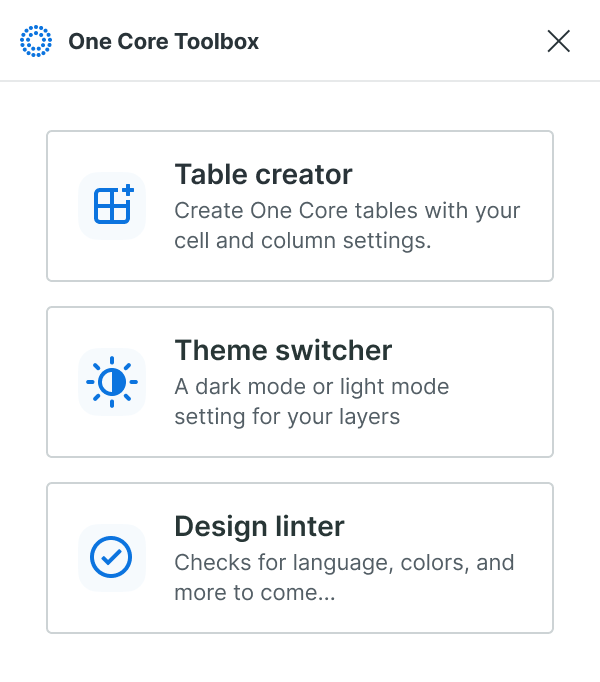 One Core Toolbox
Table creator
Create One Core tables with your
cell and column settings.
Theme switcher
A dark mode or light mode
setting for your layers
Design linter
Checks for language, colors, and
more to come...